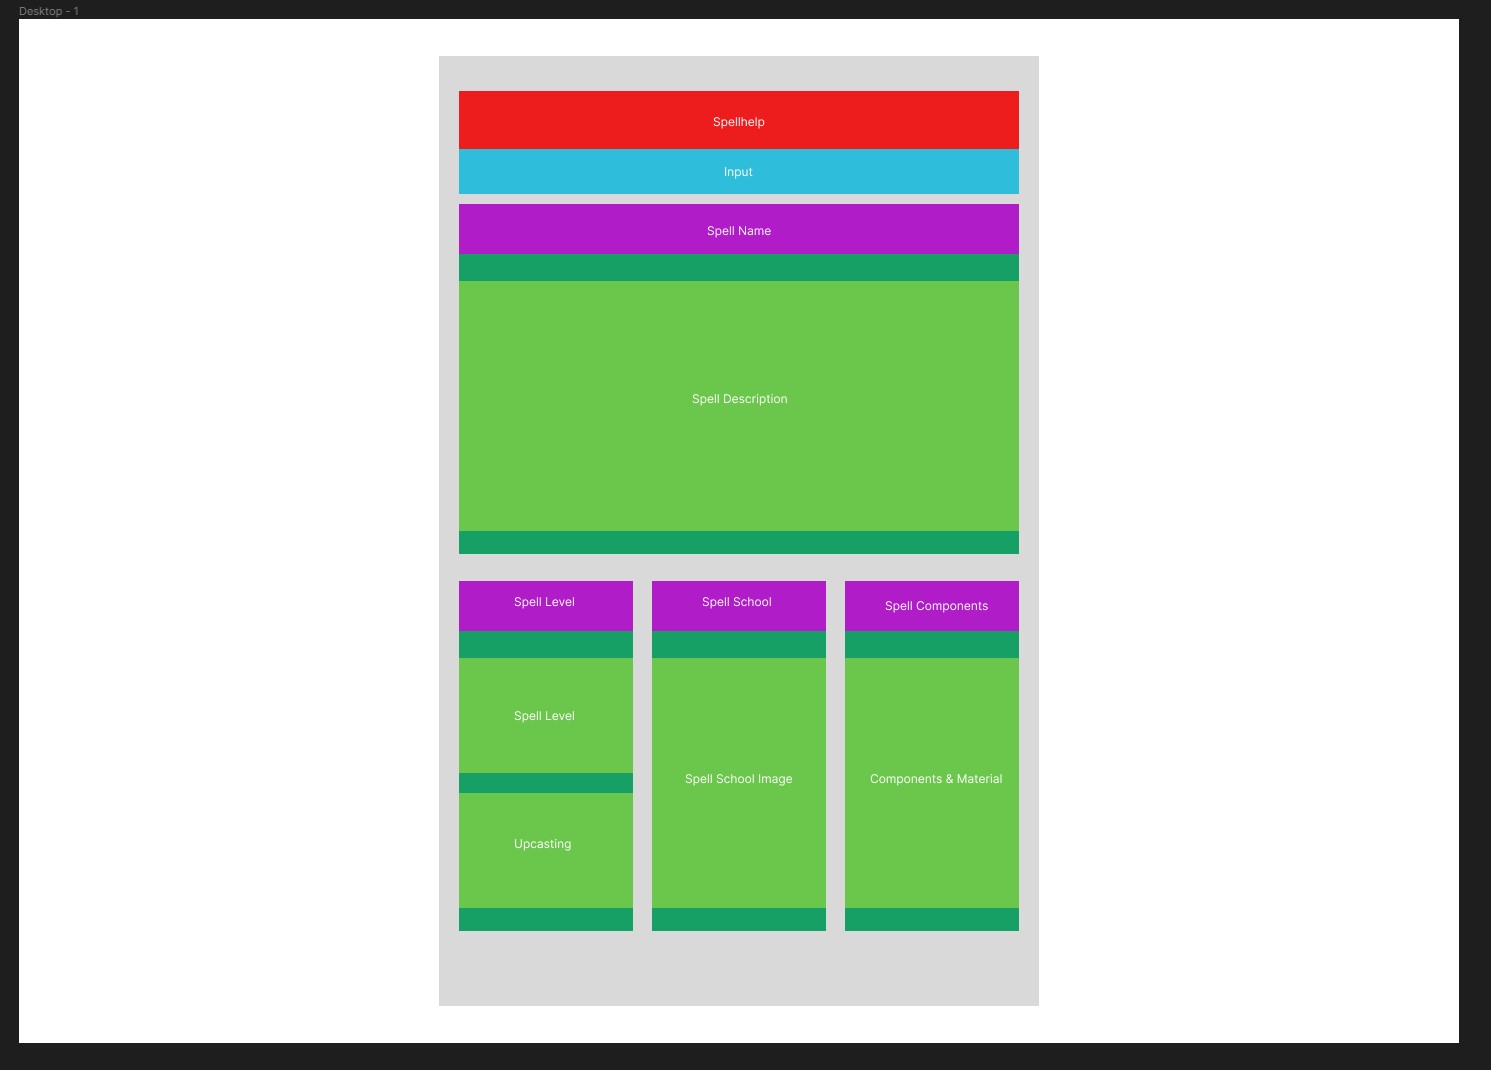 Desktop - 1
Spellhelp
Input
Spell Name
Spell Description
Spell Level
Spell School
Spell Components
Spell Level
Spell School Image
Components & Material
Upcasting